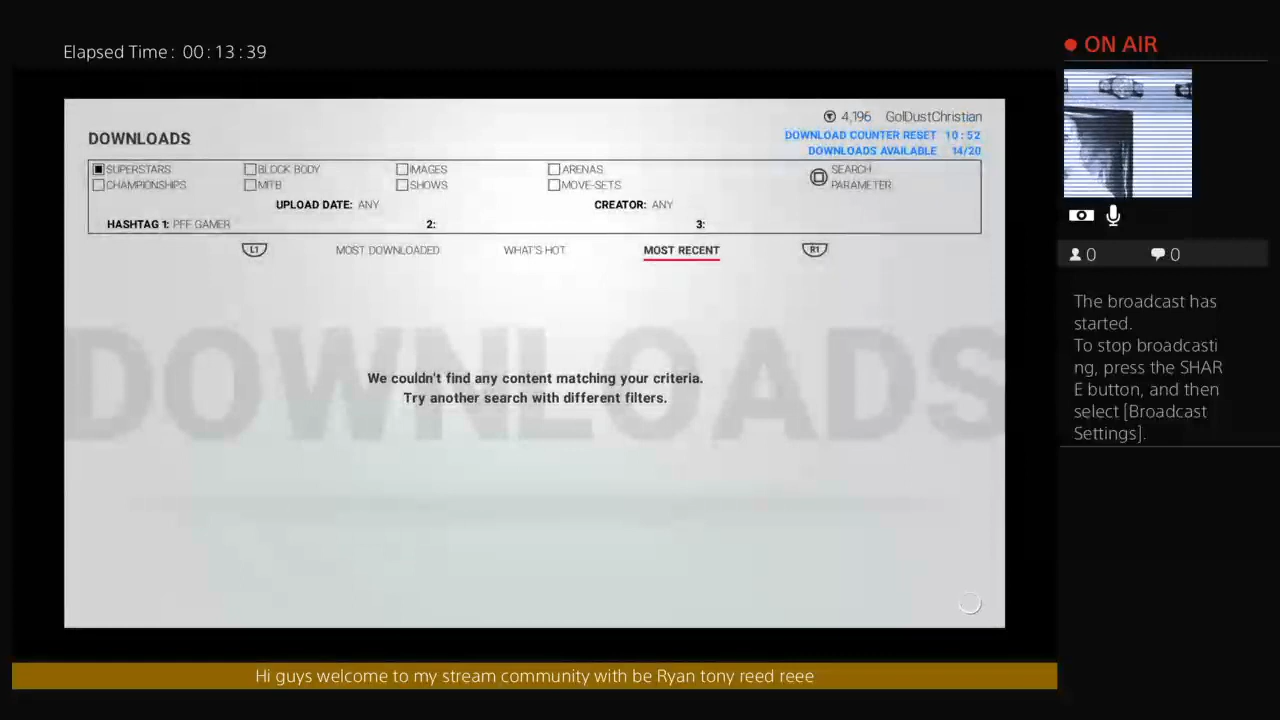 Elapsed Time: 00:13:39
ON AIR
4,196 GolDustChristian
DOWNLOADS
DOWNLOAD COUNTER RESET 10:52
DOWNLOADS AVAILABLE 14/20
SUPERSTARS BLOCK BODY IMAGES ARENAS SEARCH
CHAMPIONSHIPS MITB SHOWS MOVE-SETS PARAMETER
UPLOAD DATE: ANY CREATOR: ANY
HASHTAG 1: PFF GAMER 2: 3:
L1 MOST DOWNLOADED WHAT'S HOT MOST RECENT R1
DOWNLOADS
We couldn't find any content matching your criteria.
Try another search with different filters.
0 0
The broadcast has
started.
To stop broadcasti
ng, press the SHAR
E button, and then
select [Broadcast
Settings].
Hi guys welcome to my stream community with be Ryan tony reed reee